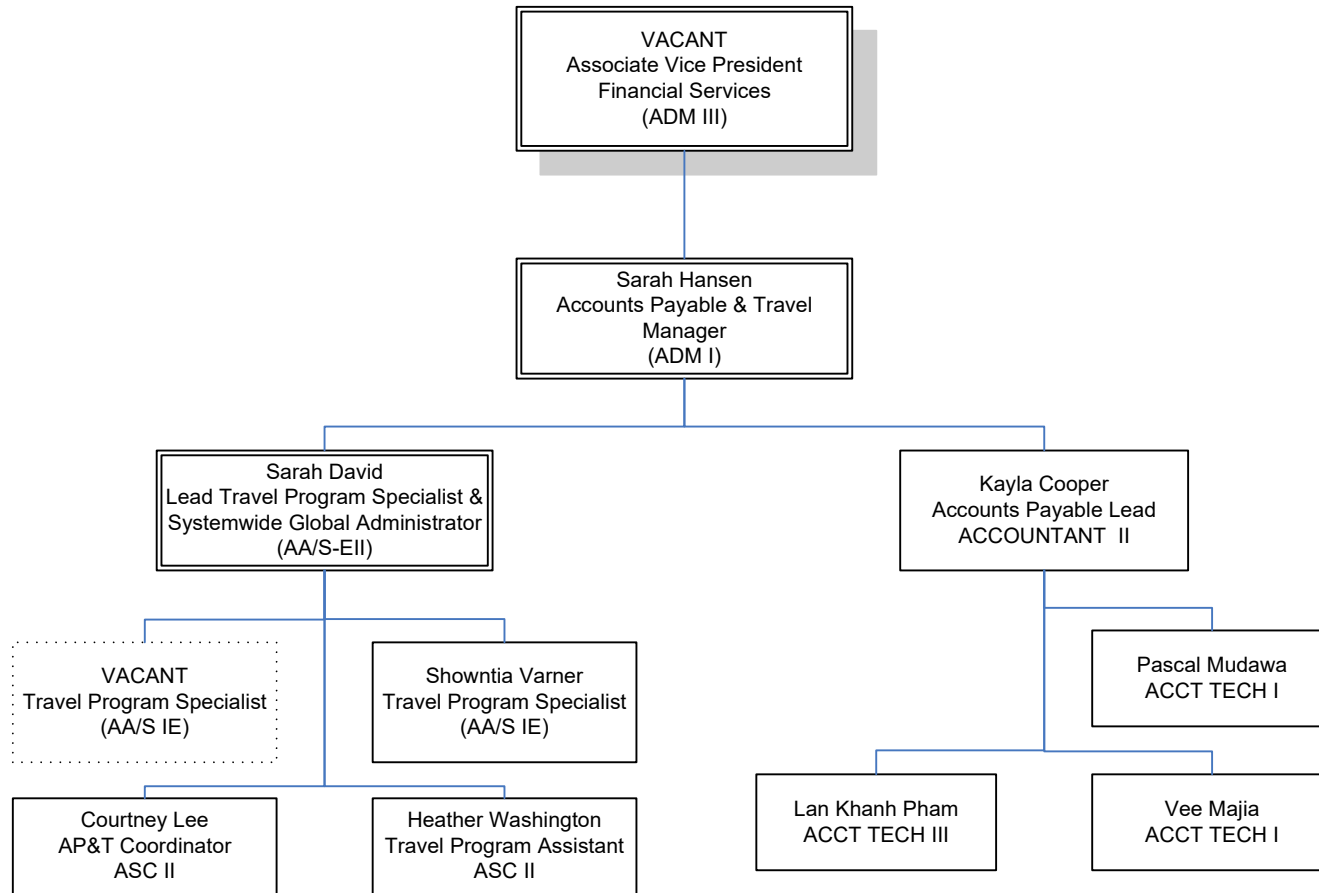 VACANT
Associate Vice President
Financial Services
(ADM III)
Sarah Hansen
Accounts Payable & Travel
Manager
(ADM I)
Sarah David
Lead Travel Program Specialist &
Systemwide Global Administrator
(AA/S-EII)
Kayla Cooper
Accounts Payable Lead
ACCOUNTANT  II
VACANT
Travel Program Specialist
(AA/S IE)
Showntia Varner
Travel Program Specialist
(AA/S IE)
Pascal Mudawa
ACCT TECH I
Courtney Lee
AP&T Coordinator
ASC II
Heather Washington
Travel Program Assistant
ASC II
Lan Khanh Pham
ACCT TECH III
Vee Majia
ACCT TECH I